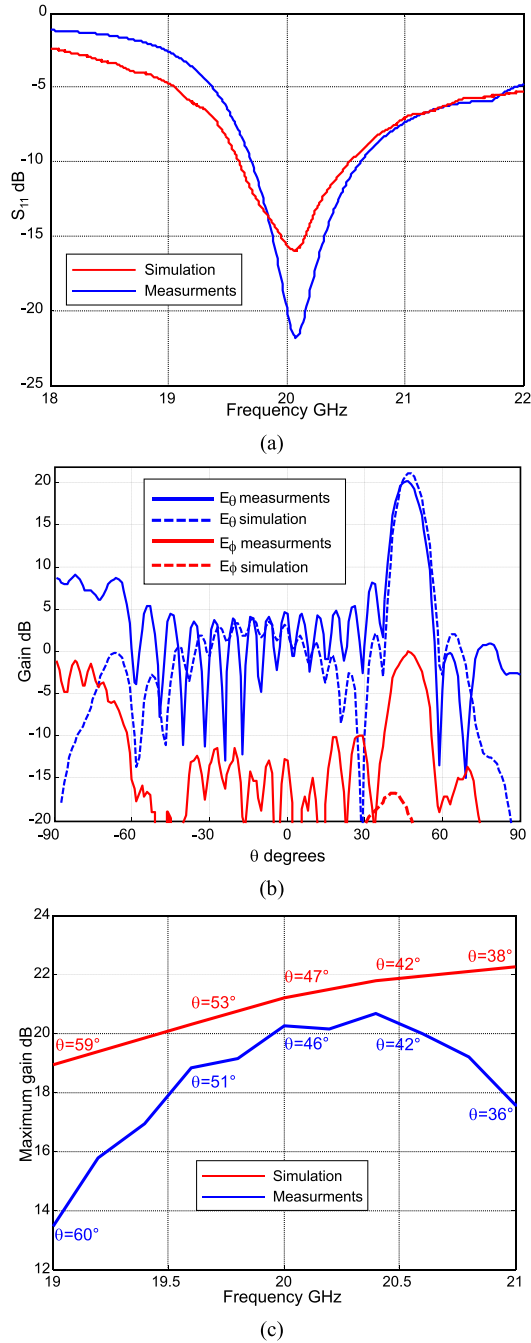 0
-5
-10
-15
-20
-25
S11 dB
Simulation
Measurments
18 19 20 21 22
Frequency GHz
(a)
20
15
10
5
0
-5
-10
-15
-20
Gain dB
Eθ measurments
Eθ simulation
Eϕ measurments
Eϕ simulation
-90 -60 -30 0 30 60 90
θ degrees
(b)
24
22
20
18
16
14
12
Maximum gain dB
θ=59°
θ=53°
θ=47°
θ=42°
θ=38°
θ=60°
θ=51°
θ=46°
θ=42°
θ=36°
Simulation
Measurments
19 19.5 20 20.5 21
Frequency GHz
(c)